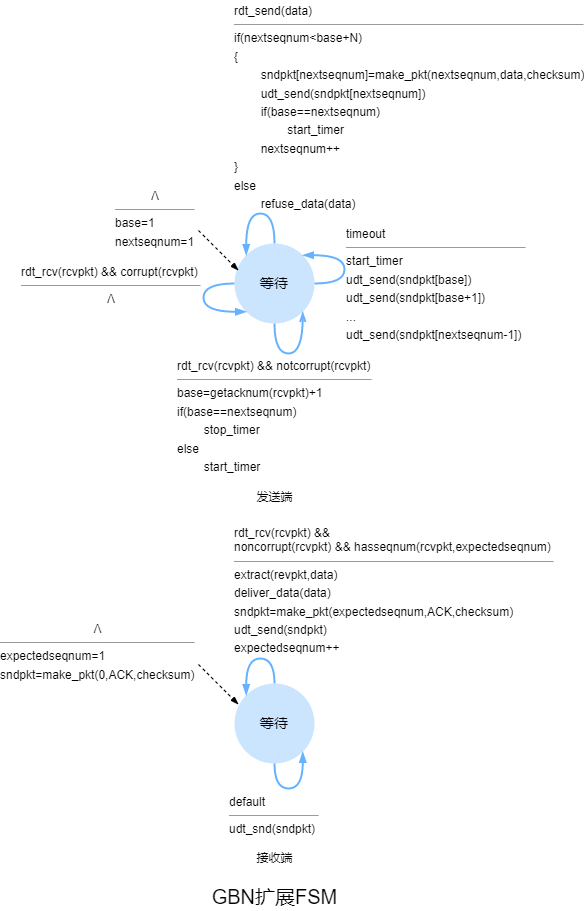 rdt_send(data)
if(nextseqnum<base+N)
{
sndpkt[nextseqnum]=make_pkt(nextseqnum,data,checksum)
udt_send(sndpkt[nextseqnum])
if(base==nextseqnum)
start_timer
nextseqnum++
}
else
refuse_data(data)
Λ
base=1
nextseqnum=1
rdt_rcv(rcvpkt) && corrupt(rcvpkt)
Λ
等待
timeout
start_timer
udt_send(sndpkt[base])
udt_send(sndpkt[base+1])
...
udt_send(sndpkt[nextseqnum-1])
rdt_rcv(rcvpkt) && notcorrupt(rcvpkt)
base=getacknum(rcvpkt)+1
if(base==nextseqnum)
stop_timer
else
start_timer
发送端
rdt_rcv(rcvpkt) &&
noncorrupt(rcvpkt) && hasseqnum(rcvpkt,expectedseqnum)
extract(revpkt,data)
deliver_data(data)
sndpkt=make_pkt(expectedseqnum,ACK,checksum)
udt_send(sndpkt)
expectedseqnum++
Λ
expectedseqnum=1
sndpkt=make_pkt(0,ACK,checksum)
等待
default
udt_snd(sndpkt)
接收端
GBN扩展FSM